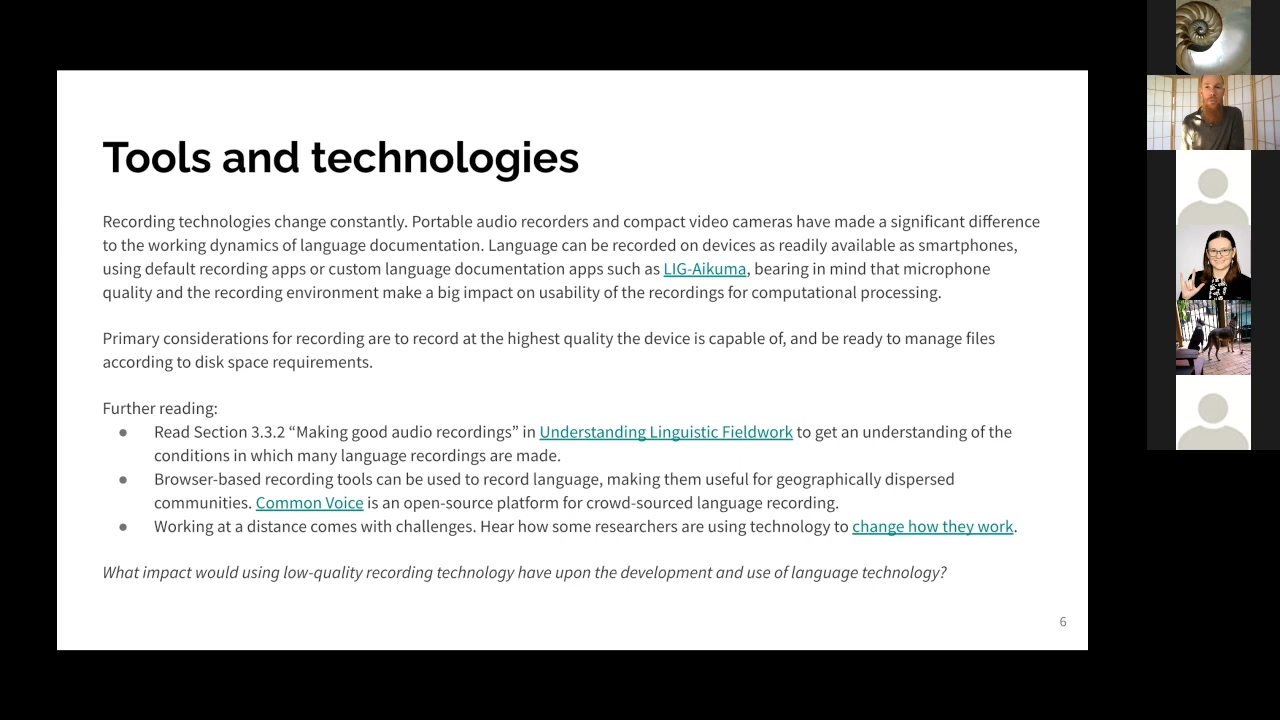 Tools and technologies
Recording technologies change constantly. Portable audio recorders and compact video cameras have made a significant difference
to the working dynamics of language documentation. Language can be recorded on devices as readily available as smartphones,
using default recording apps or custom language documentation apps such as LIG-Aikuma, bearing in mind that microphone
quality and the recording environment make a big impact on usability of the recordings for computational processing.
Primary considerations for recording are to record at the highest quality the device is capable of, and be ready to manage files
according to disk space requirements.
Further reading:
● Read Section 3.3.2 “Making good audio recordings” in Understanding Linguistic Fieldwork to get an understanding of the
conditions in which many language recordings are made.
● Browser-based recording tools can be used to record language, making them useful for geographically dispersed
communities. Common Voice is an open-source platform for crowd-sourced language recording.
● Working at a distance comes with challenges. Hear how some researchers are using technology to change how they work.
What impact would using low-quality recording technology have upon the development and use of language technology?
6